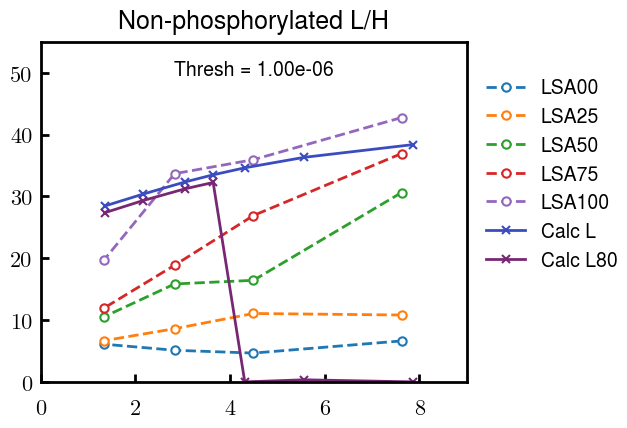 Non-phosphorylated L/H
Thresh = 1.00e-06
50
40
30
20
10
0
0 2 4 6 8
LSA00
LSA25
LSA50
LSA75
LSA100
Calc L
Calc L80